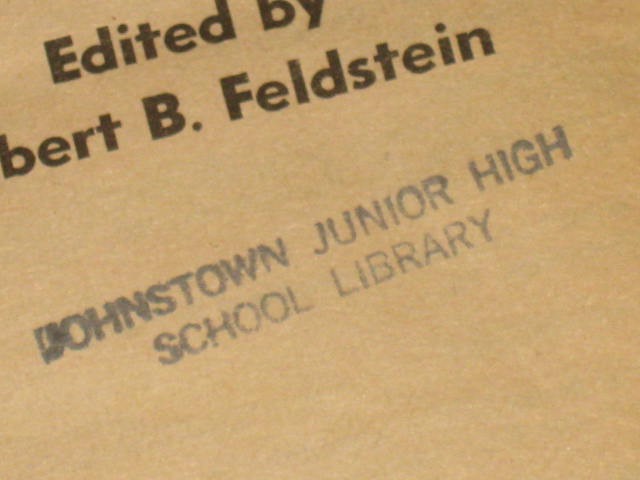 Edited by
bert B. Feldstein
JOHNSTOWN JUNIOR HIGH
SCHOOL LIBRARY